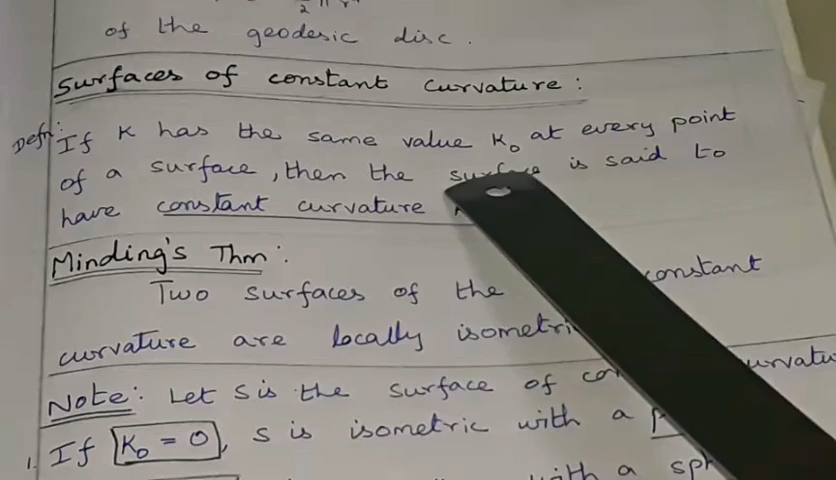 of the geodesic disc.
Surfaces of constant curvature:
Defn: If K has the same value K₀ at every point
of a surface, then the surface is said to
have constant curvature
Minding's Thm:
Two surfaces of the constant
curvature are locally isometric
Note: Let S is the surface of
1. If K₀ = 0, S is isometric with a
with a